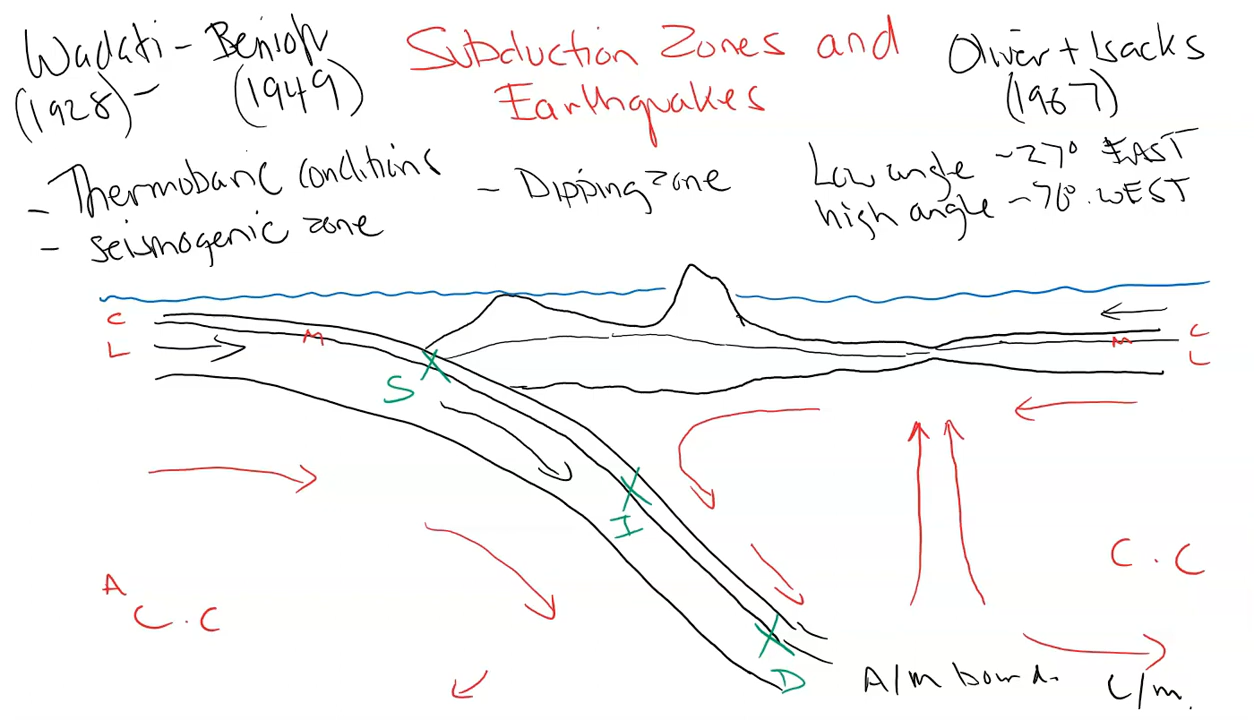 Wadati - Benioff
(1928) - (1949)
Subduction Zones and
Earthquakes
Oliver + Isacks
(1967)
- Thermobaric conditions
- seismogenic zone
- Dipping zone
Low angle ~27° EAST
high angle ~70°. WEST
C
L
M
S
M
C
L
I
C.C
A
C.C
D
A/m bound.
L/m.